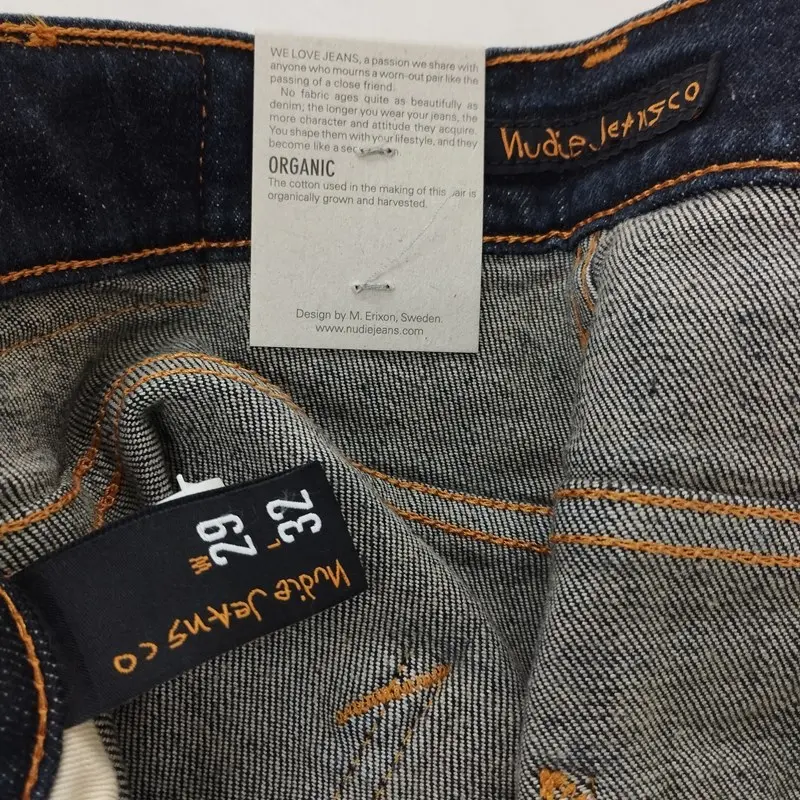 WE LOVE JEANS, a passion we share with
anyone who mourns a worn-out pair like the
passing of a close friend.
No fabric ages quite as beautifully as
denim; the longer you wear your jeans, the
more character and attitude they acquire.
You shape them with your lifestyle, and they
become like a
ORGANIC
The cotton used in the making of this is
organically grown and harvested.
Design by M. Erixon, Sweden
www.nudiejeans.com
Nudie Jeans co
W 29
L 32
Nudie Jeans co